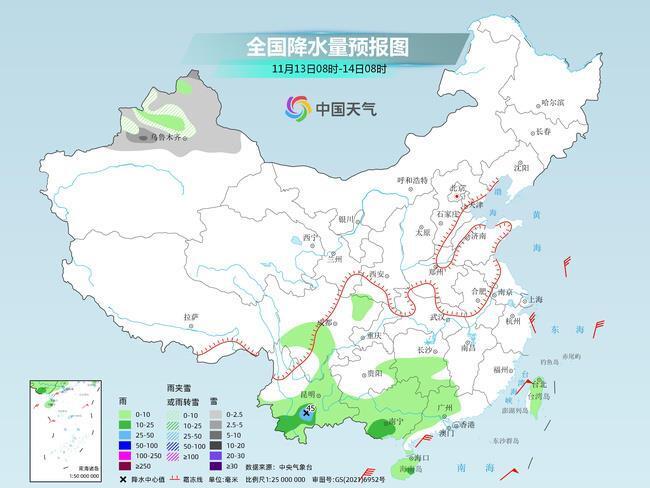 全国降水量预报图
11月13日08时-14日08时
中国天气
哈尔滨
长春
乌鲁木齐
沈阳
呼和浩特
北京
天津
渤
海
石家庄
银川
太原
济南
黄
海
西宁
兰州
郑州
西安
合肥
南京
上海
拉萨
成都
武汉
杭州
东 海
重庆
南昌
长沙
钓鱼岛
赤尾屿
贵阳
福州
台北
台
湾
海
峡
台湾岛
昆明
45
广州
澎湖列岛
南宁
香港
澳门
东沙群岛
海口
海南岛
南 海
南海诸岛
1:50 000 000
雨
雨夹雪
或雨转雪
雪
0-10
0-10
0-2.5
10-25
10-25
2.5-5
25-50
25-50
5-10
50-100
50-100
10-20
100-250
≥100
20-30
≥250
≥30
数据来源：中央气象台
降水中心值
霜冻线
单位:毫米
比例尺1:25 000 000
审图号:GS(2021)6952号